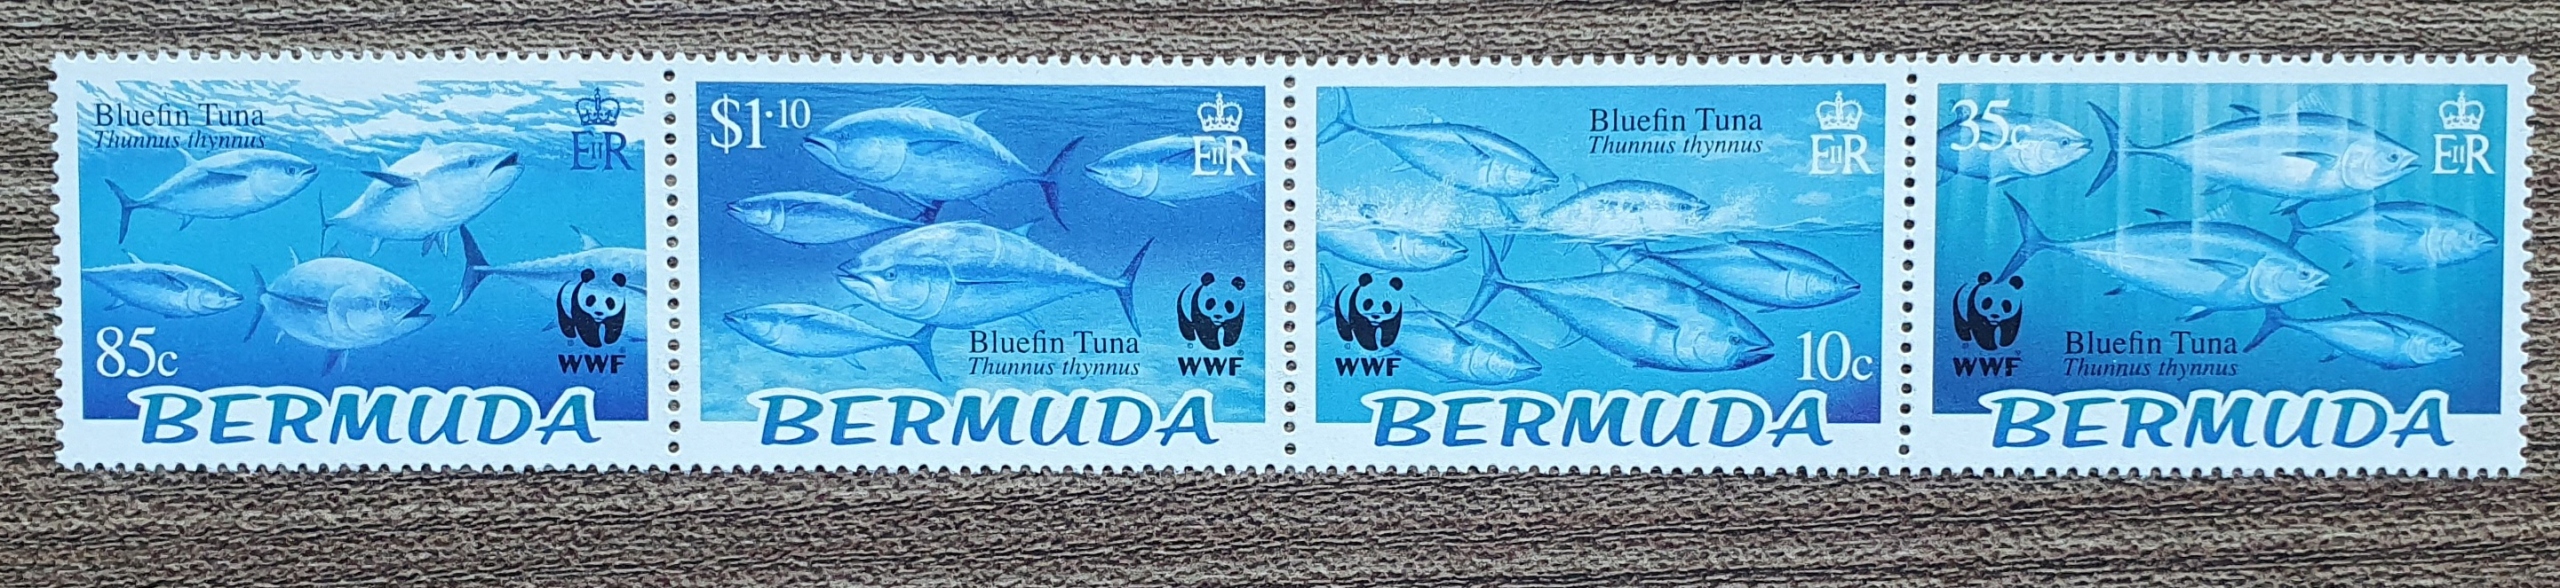 Bluefin Tuna
Thunnus thynnus
EIIR
85c
WWF
BERMUDA
$1·10
EIIR
Bluefin Tuna
Thunnus thynnus
WWF
BERMUDA
Bluefin Tuna
Thunnus thynnus
EIIR
WWF
10c
BERMUDA
35c
EIIR
WWF
Bluefin Tuna
Thunnus thynnus
BERMUDA